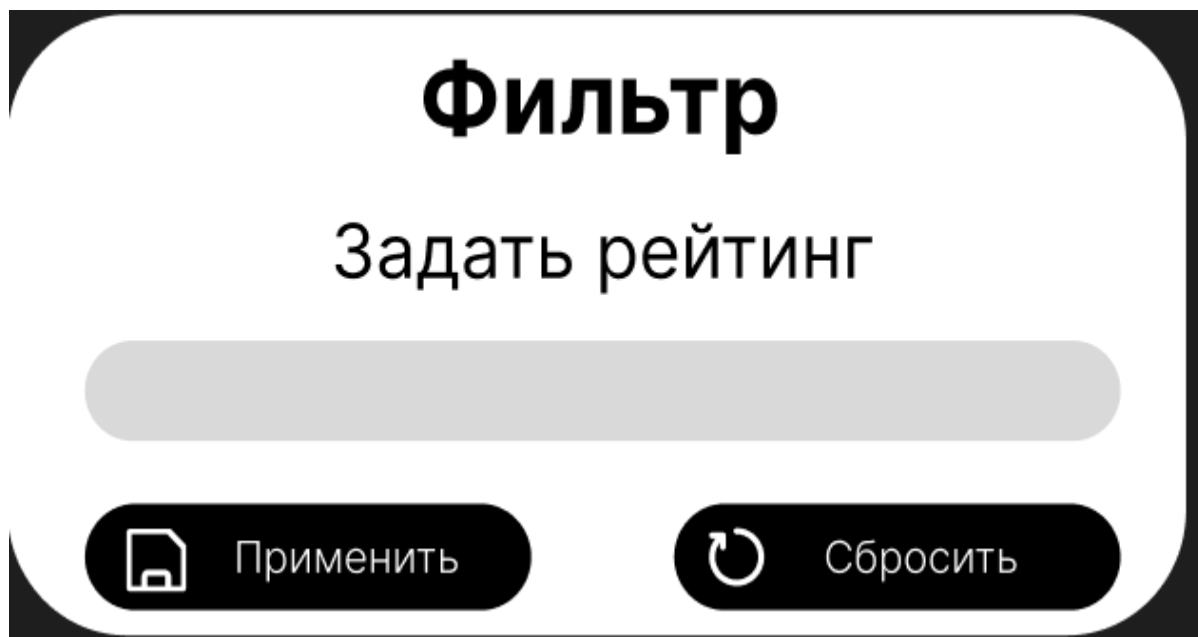 Фильтр
Задать рейтинг
Применить
Сбросить